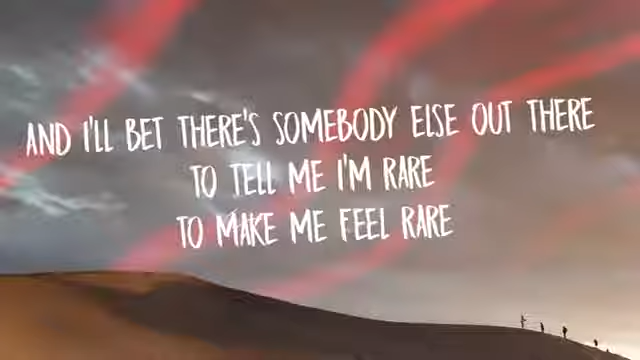 AND I'LL BET THERE'S SOMEBODY ELSE OUT THERE
TO TELL ME I'M RARE
TO MAKE ME FEEL RARE